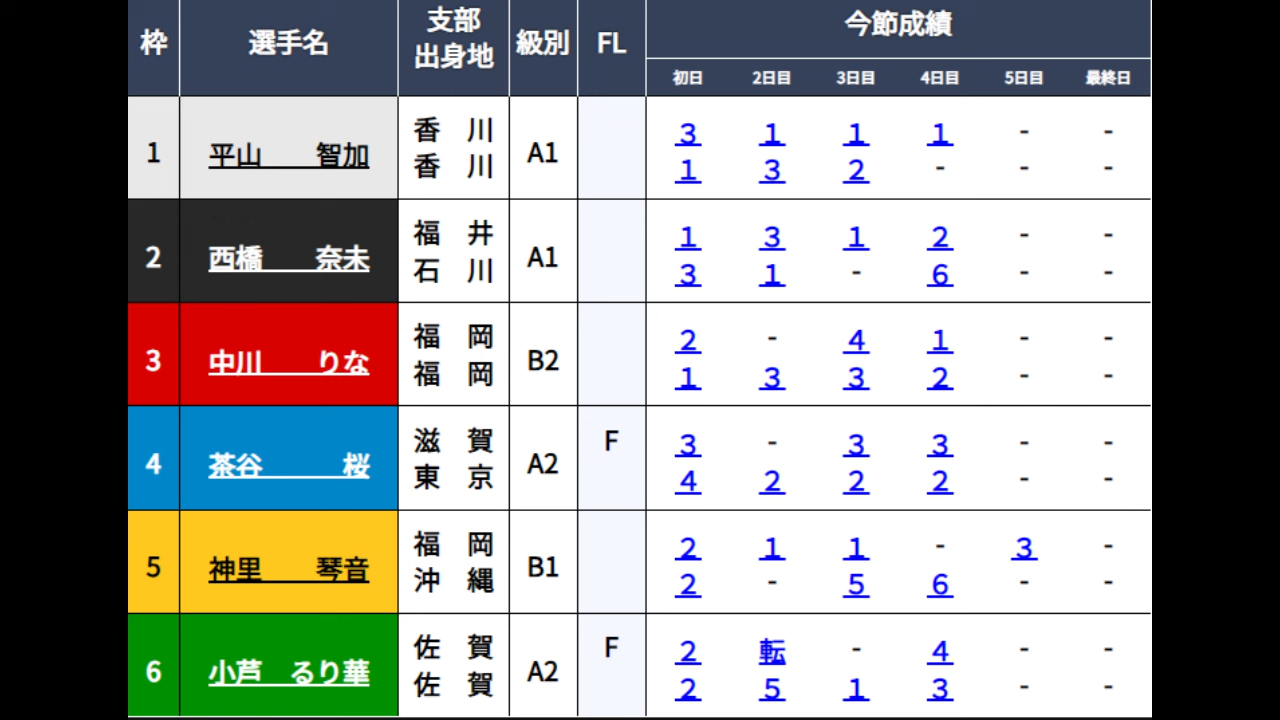 枠 選手名 支部 出身地 級別 FL 今節成績
初日 2日目 3日目 4日目 5日目 最終日
1 平山 智加 香 川 A1 3 1 1 1 - -
香 川 1 3 2 - - -
2 西橋 奈未 福 井 A1 1 3 1 2 - -
石 川 3 1 - 6 - -
3 中川 りな 福 岡 B2 2 - 4 1 - -
福 岡 1 3 3 2 - -
4 茶谷 桜 滋 賀 A2 F 3 - 3 3 - -
東 京 4 2 2 2 - -
5 神里 琴音 福 岡 B1 2 1 1 - 3 -
沖 縄 2 - 5 6 - -
6 小芦 るり華 佐 賀 A2 F 2 転 - 4 - -
佐 賀 2 5 1 3 - -